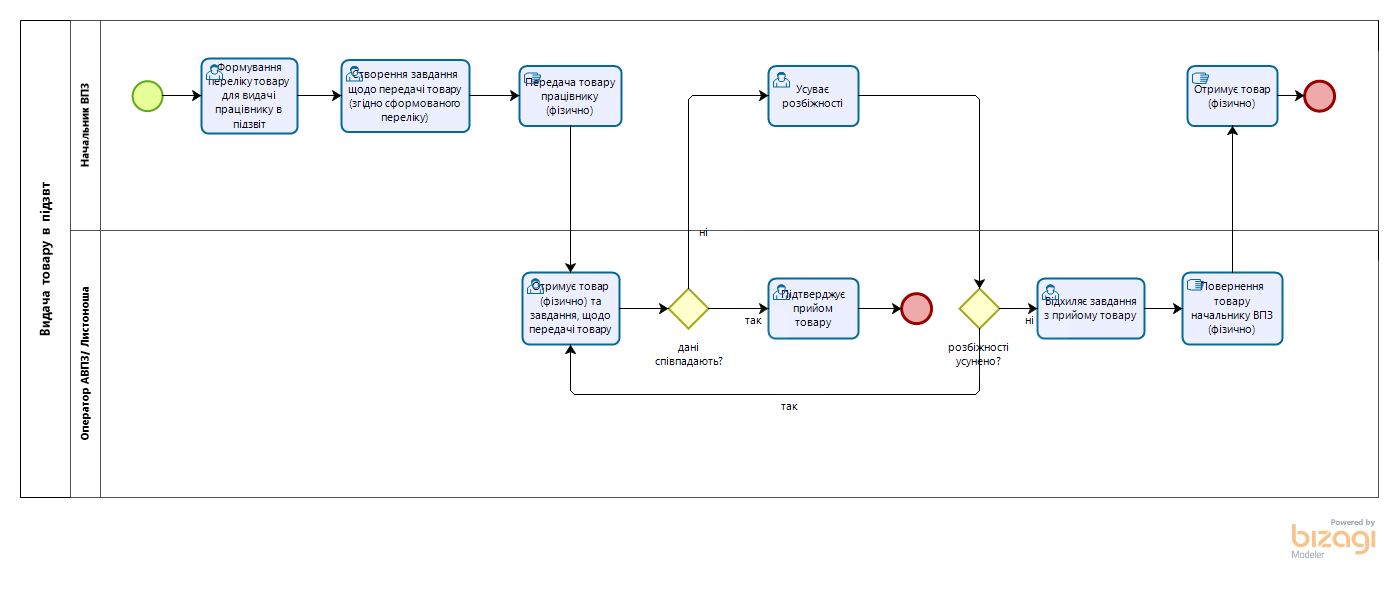 Видача товару в підзвт
Начальник ВПЗ
Формування
переліку товару
для видачі
працівнику в
підзвіт
Створення завдання
щодо передачі товару
(згідно сформованого
переліку)
Передача товару
працівнику
(фізично)
Усуває
розбіжності
Отримує товар
(фізично)
ні
Оператор АВПЗ/ Листоноша
Отримує товар
(фізично) та
завдання, щодо
передачі товару
дані
співпадають?
так
Підтверджує
прийом
товару
розбіжності
усунено?
ні
Відхиляє завдання
з прийому товару
Повернення
товару
начальнику ВПЗ
(фізично)
так
Powered by
bizagi
Modeler